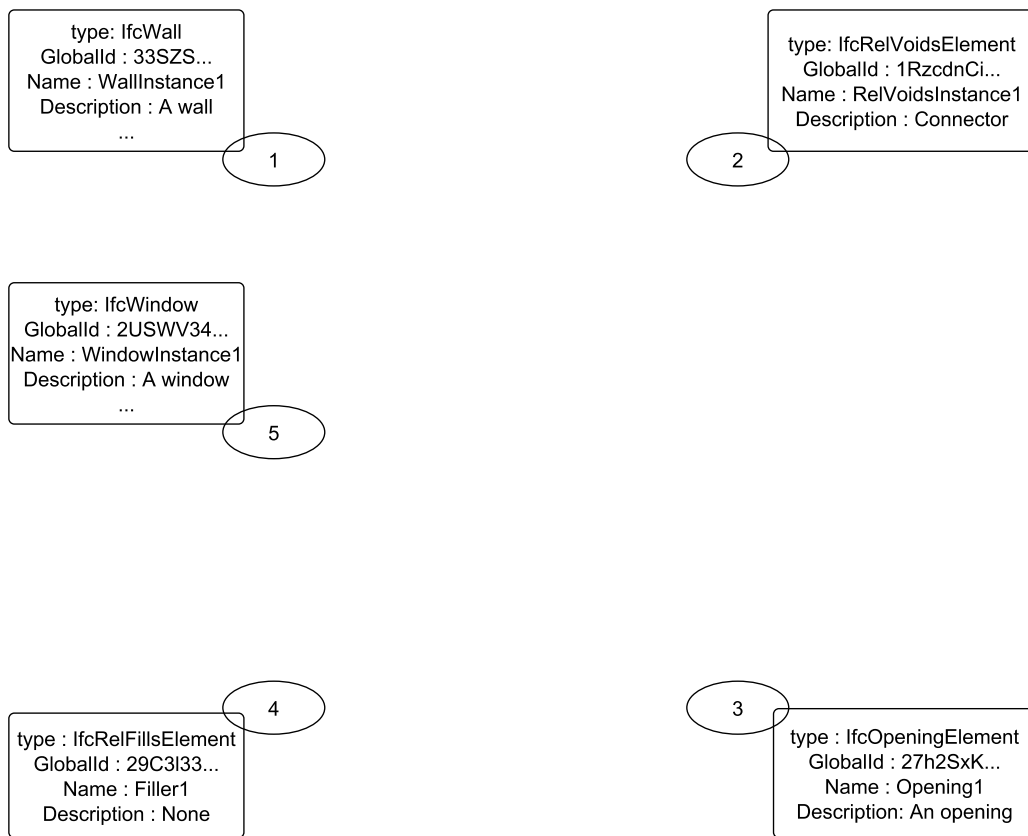 type: IfcWall
GlobalId : 33SZS...
Name : WallInstance1
Description : A wall
...
1
type: IfcRelVoidsElement
GlobalId : 1RzcdnCi...
Name : RelVoidsInstance1
Description : Connector
2
type: IfcWindow
GlobalId : 2USWV34...
Name : WindowInstance1
Description : A window
...
5
4
type : IfcRelFillsElement
GlobalId : 29C3I33...
Name : Filler1
Description : None
3
type : IfcOpeningElement
GlobalId : 27h2SxK...
Name : Opening1
Description: An opening